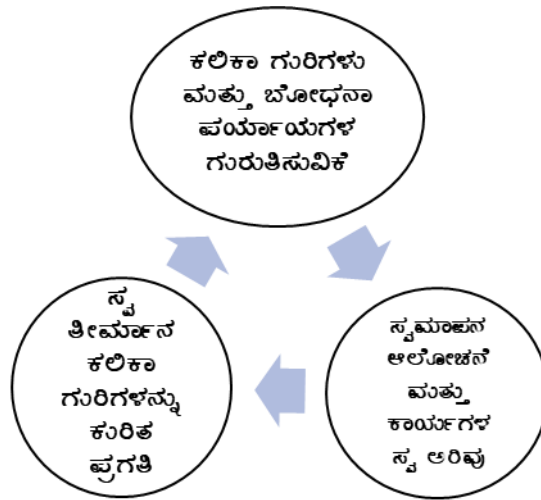 ಕಲಿಕಾ ಗುರಿಗಳು
ಮತ್ತು ಬೋಧನಾ
ಪರ್ಯಾಯಗಳ
ಗುರುತಿಸುವಿಕೆ
ಸ್ವಮಾಪನ
ಆಲೋಚನೆ
ಮತ್ತು
ಕಾರ್ಯಗಳ
ಸ್ವ ಅರಿವು
ಸ್ವ
ತೀರ್ಮಾನ
ಕಲಿಕಾ
ಗುರಿಗಳನ್ನು
ಕುರಿತ
ಪ್ರಗತಿ